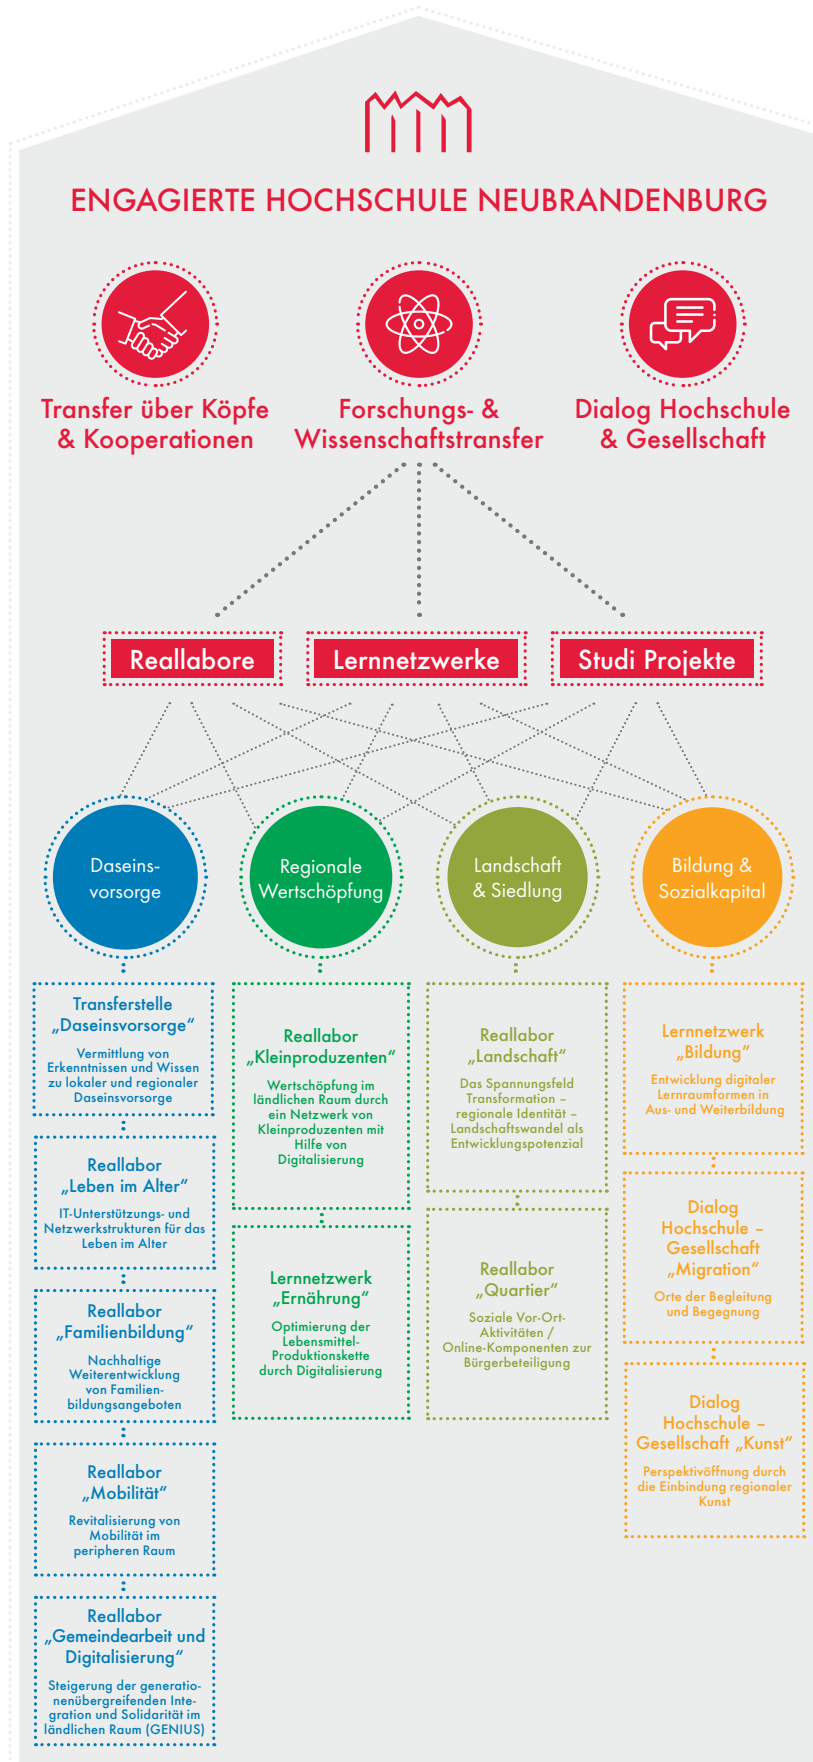 ENGAGIERTE HOCHSCHULE NEUBRANDENBURG
Transfer über Köpfe
& Kooperationen
Forschungs- &
Wissenschaftstransfer
Dialog Hochschule
& Gesellschaft
Reallabore
Lernnetzwerke
Studi Projekte
Daseins-
vorsorge
Regionale
Wertschöpfung
Landschaft
& Siedlung
Bildung &
Sozialkapital
Transferstelle
„Daseinsvorsorge“
Vermittlung von
Erkenntnissen und Wissen
zu lokaler und regionaler
Daseinsvorsorge
Reallabor
„Leben im Alter“
IT-Unterstützungs- und
Netzwerkstrukturen für das
Leben im Alter
Reallabor
„Familienbildung“
Nachhaltige
Weiterentwicklung
von Familien-
bildungsangeboten
Reallabor
„Mobilität“
Revitalisierung von
Mobilität im
peripheren Raum
Reallabor
„Gemeindearbeit und
Digitalisierung“
Steigerung der generatio-
nenübergreifenden Inte-
gration und Solidarität im
ländlichen Raum (GENIUS)
Reallabor
„Kleinproduzenten“
Wertschöpfung im
ländlichen Raum durch
ein Netzwerk von
Kleinproduzenten mit
Hilfe von
Digitalisierung
Lernnetzwerk
„Ernährung“
Optimierung der
Lebensmittel-
Produktionskette
durch Digitalisierung
Reallabor
„Landschaft“
Das Spannungsfeld
Transformation –
regionale Identität –
Landschaftswandel als
Entwicklungspotenzial
Reallabor
„Quartier“
Soziale Vor-Ort-
Aktivitäten /
Online-Komponenten zur
Bürgerbeteiligung
Lernnetzwerk
„Bildung“
Entwicklung digitaler
Lernraumformen in
Aus- und Weiterbildung
Dialog
Hochschule –
Gesellschaft
„Migration“
Orte der Begleitung
und Begegnung
Dialog
Hochschule –
Gesellschaft „Kunst“
Perspektivöffnung durch
die Einbindung regionaler
Kunst